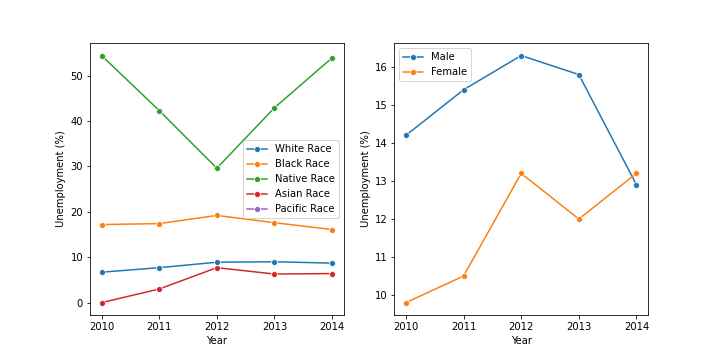 50
40
30
20
10
0
Unemployment (%)
White Race
Black Race
Native Race
Asian Race
Pacific Race
2010 2011 2012 2013 2014
Year
16
15
14
13
12
11
10
Unemployment (%)
Male
Female
2010 2011 2012 2013 2014
Year